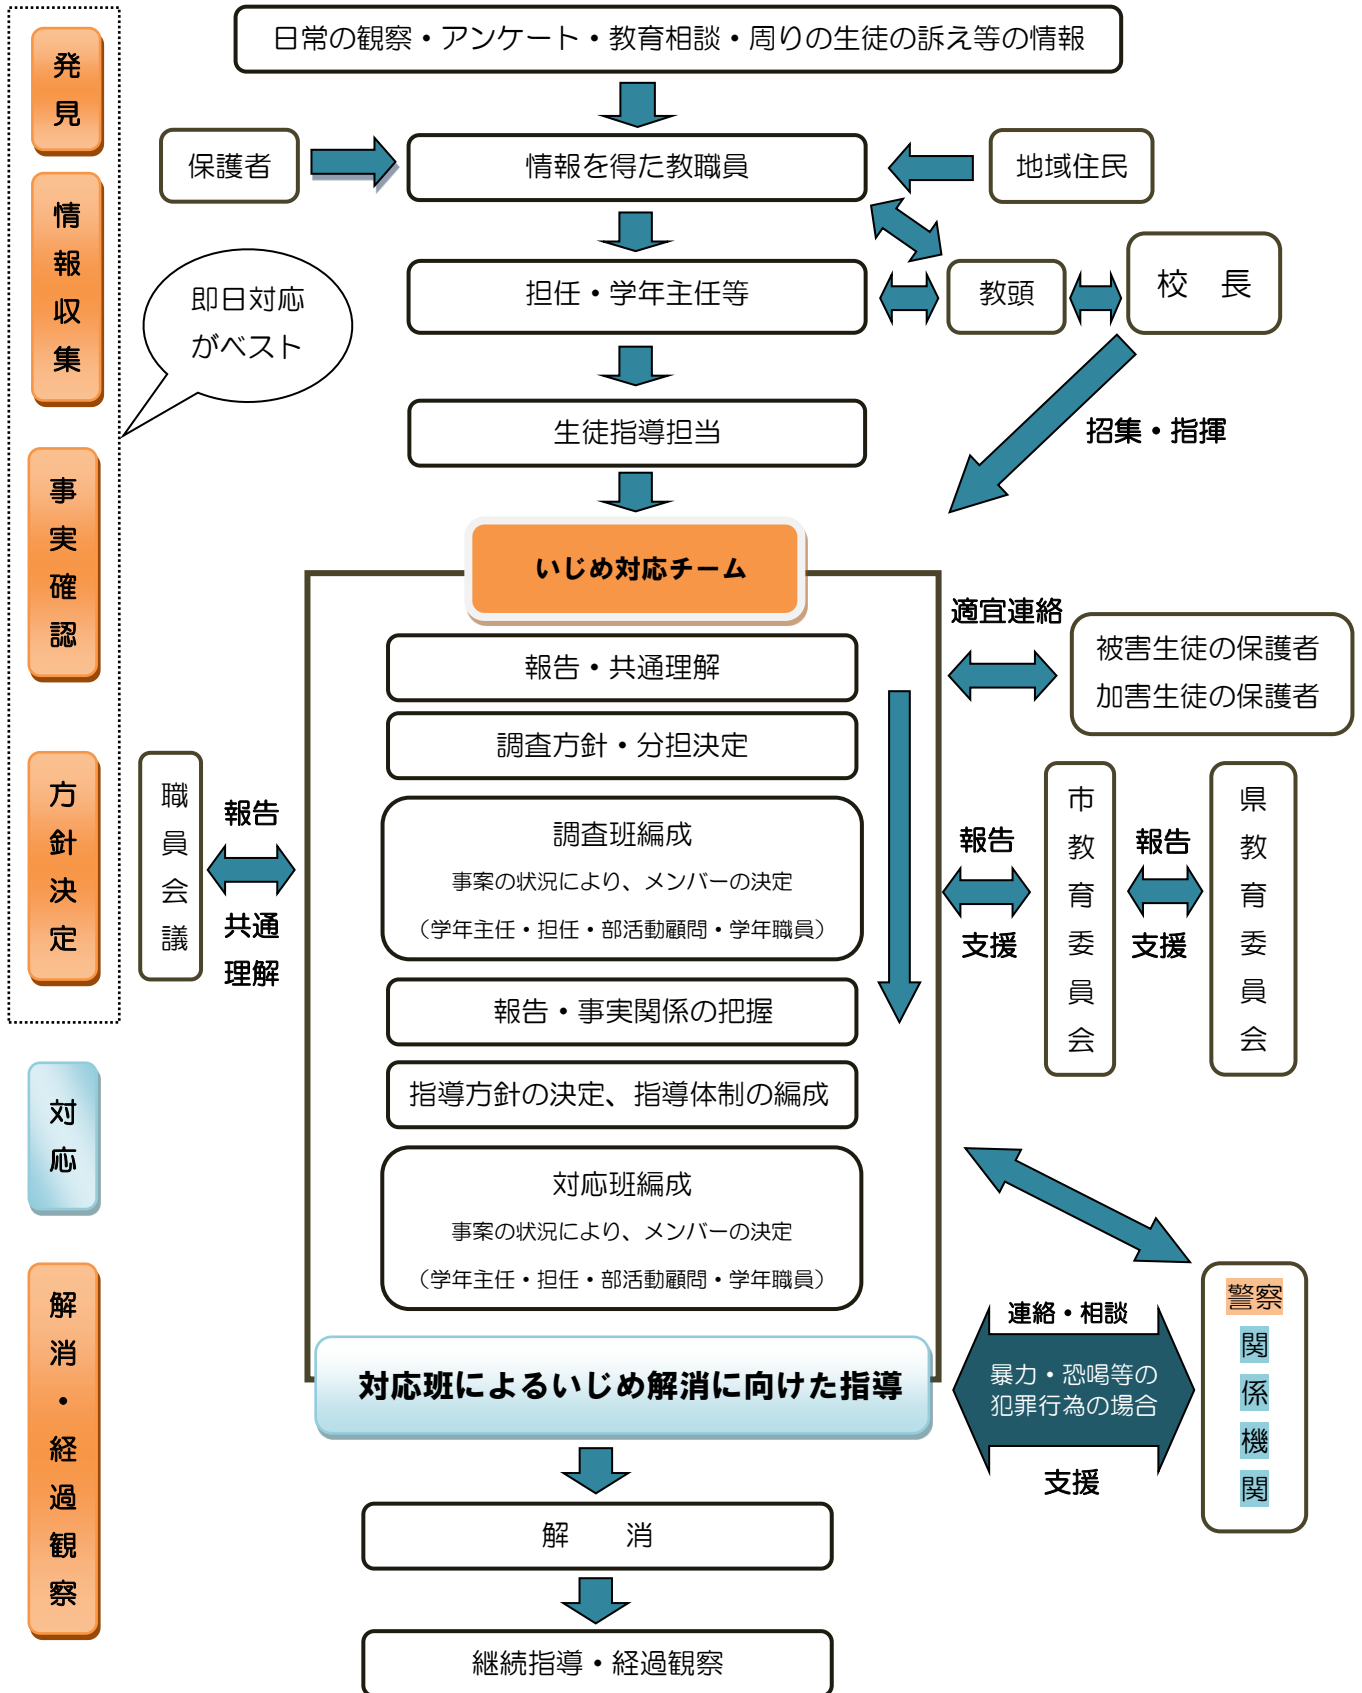 日常の観察・アンケート・教育相談・周りの生徒の訴え等の情報
発見
保護者
情報を得た教職員
地域住民
情報収集
即日対応
がベスト
担任・学年主任等
教頭
校　長
生徒指導担当
招集・指揮
事実確認
いじめ対応チーム
適宜連絡
被害生徒の保護者
加害生徒の保護者
報告・共通理解
調査方針・分担決定
方針決定
職員会議
報告
共通
理解
調査班編成
事案の状況により、メンバーの決定
（学年主任・担任・部活動顧問・学年職員）
報告
支援
市教育委員会
報告
支援
県教育委員会
報告・事実関係の把握
指導方針の決定、指導体制の編成
対応
対応班編成
事案の状況により、メンバーの決定
（学年主任・担任・部活動顧問・学年職員）
解消・経過観察
対応班によるいじめ解消に向けた指導
連絡・相談
暴力・恐喝等の
犯罪行為の場合
支援
警察
関
係
機
関
解　　消
継続指導・経過観察